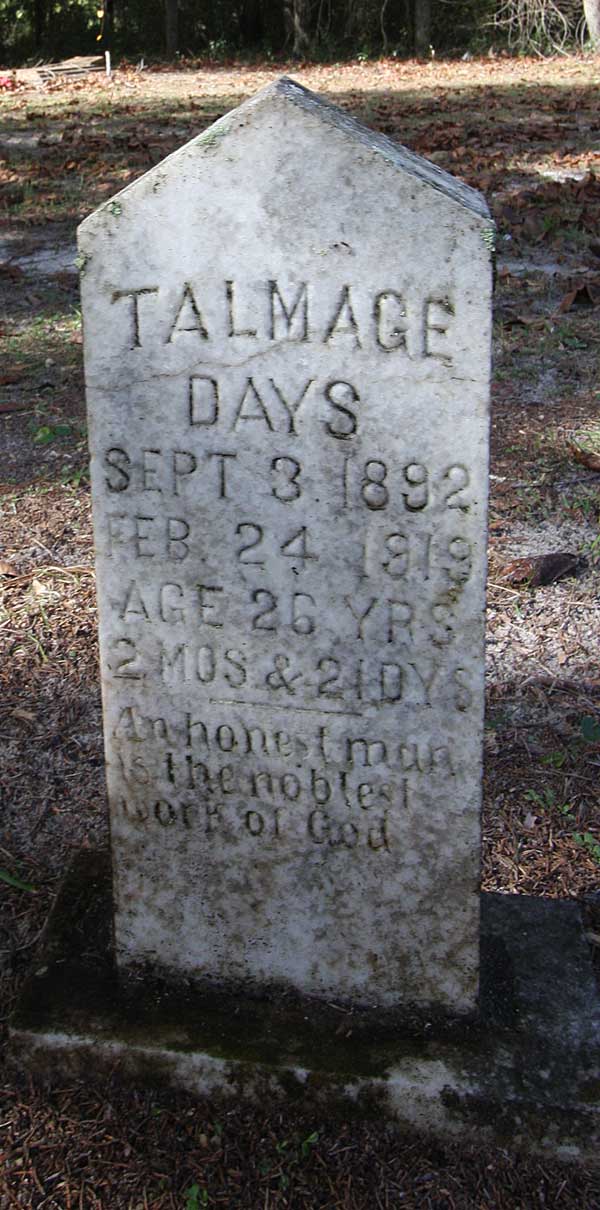 TALMAGE
DAYS
SEPT 3 1892
FEB. 24 1919
AGE 26 YRS
2 MOS & 21 DYS
An honest man
is the noblest
work of God